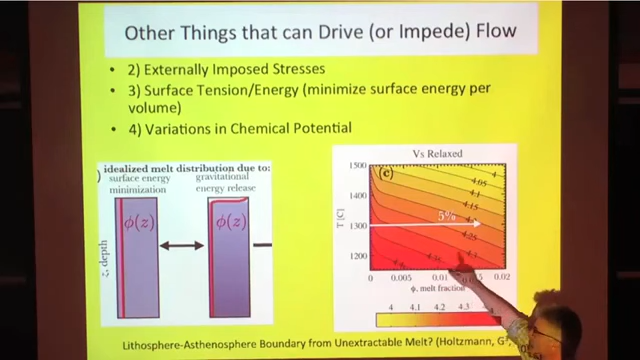 Other Things that can Drive (or Impede) Flow
• 2) Externally Imposed Stresses
• 3) Surface Tension/Energy (minimize surface energy per
volume)
• 4) Variations in Chemical Potential
) idealized melt distribution due to:
surface energy
minimization
gravitational
energy release
ϕ(z)
ϕ(z)
z, depth
Vs Relaxed
(c)
T [C]
1500
1400
1300
1200
4
4.05
4.1
4.15
4.25
5%
0
0.005
0.01
0.02
ϕ, melt fraction
4
4.1
4.2
4.3
Lithosphere-Asthenosphere Boundary from Unextractable Melt? (Holtzmann, G³,